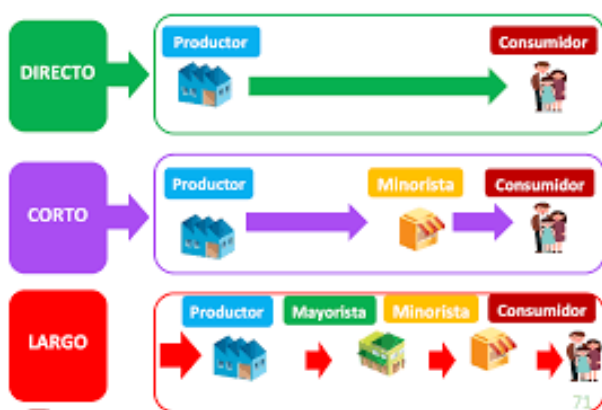 DIRECTO
Productor
Consumidor
CORTO
Productor
Minorista
Consumidor
LARGO
Productor
Mayorista
Minorista
Consumidor
71